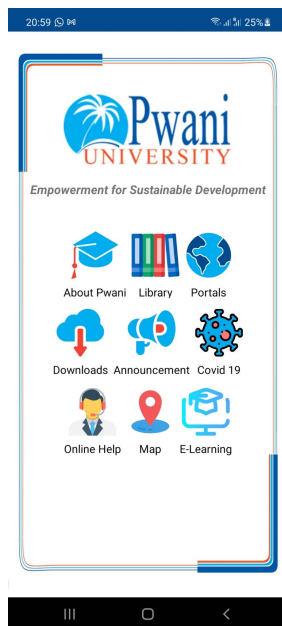 20:59 25%
Pwani
UNIVERSITY
Empowerment for Sustainable Development
About Pwani Library Portals
Downloads Announcement Covid 19
Online Help Map E-Learning